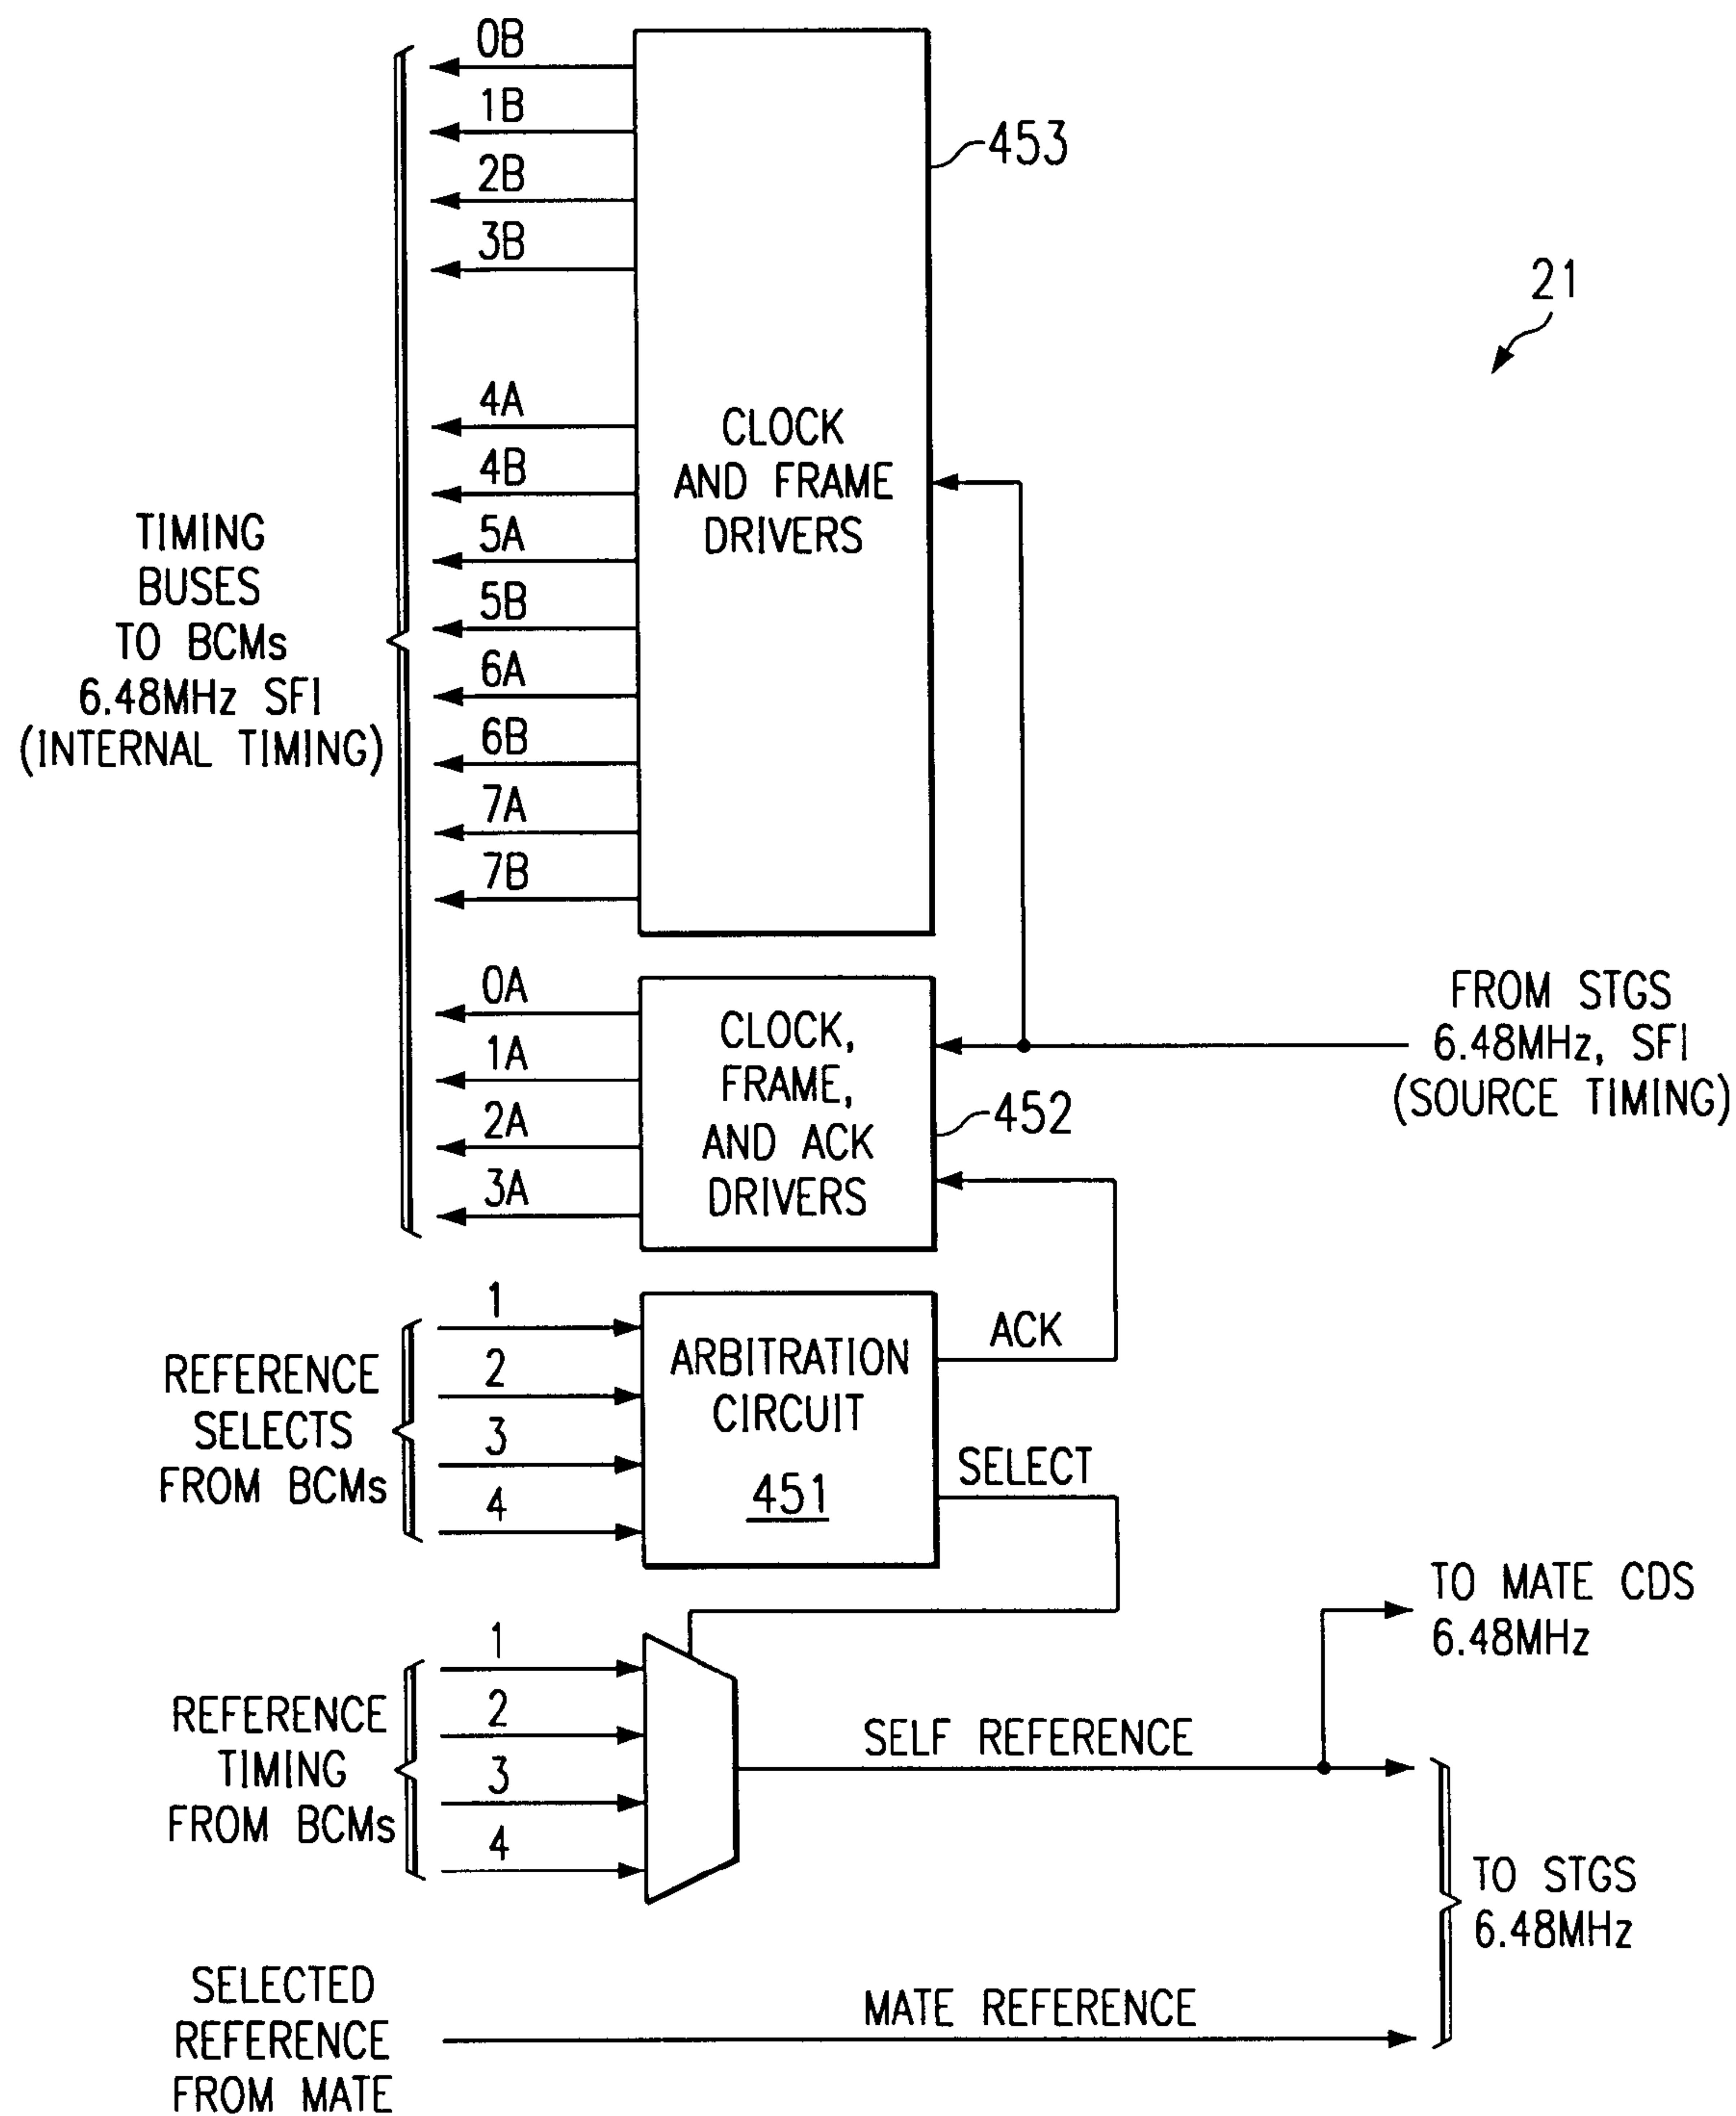 0B
1B
2B
3B
4A
4B
5A
5B
6A
6B
7A
7B
TIMING
BUSES
TO BCMs
6.48MHz SFI
(INTERNAL TIMING)
CLOCK
AND FRAME
DRIVERS
453
21
0A
1A
2A
3A
CLOCK,
FRAME,
AND ACK
DRIVERS
452
FROM STGS
6.48MHz, SFI
(SOURCE TIMING)
REFERENCE
SELECTS
FROM BCMs
1
2
3
4
ARBITRATION
CIRCUIT
451
ACK
SELECT
REFERENCE
TIMING
FROM BCMs
1
2
3
4
SELF REFERENCE
TO MATE CDS
6.48MHz
TO STGS
6.48MHz
SELECTED
REFERENCE
FROM MATE
MATE REFERENCE